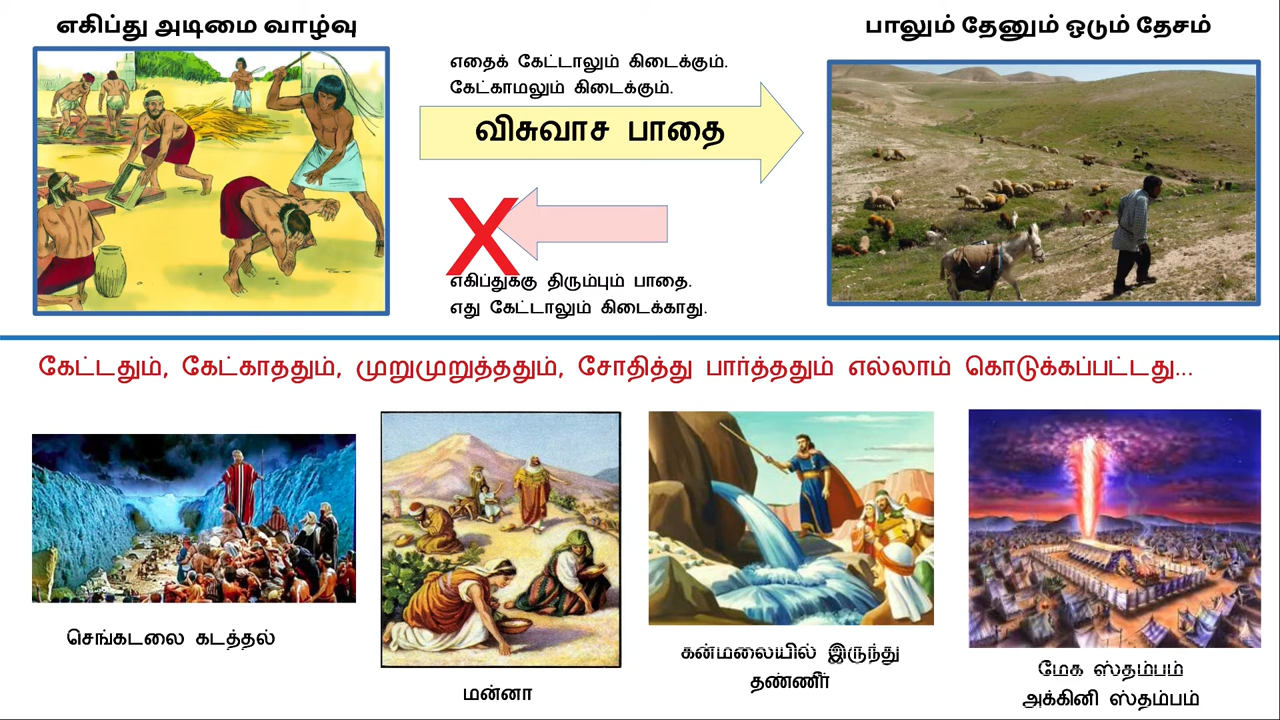 எகிப்து அடிமை வாழ்வு
பாலும் தேனும் ஒடும் தேசம்
எதைக் கேட்டாலும் கிடைக்கும்.
கேட்காமலும் கிடைக்கும்.
விசுவாச பாதை
X
எகிப்துக்கு திரும்பும் பாதை.
எது கேட்டாலும் கிடைக்காது.
கேட்டதும், கேட்காததும், முறுமுறுத்ததும், சோதித்து பார்த்ததும் எல்லாம் கொடுக்கப்பட்டது...
செங்கடலை கடத்தல்
மன்னா
கன்மலையில் இருந்து
தண்ணீர்
மேக ஸ்தம்பம்
அக்கினி ஸ்தம்பம்